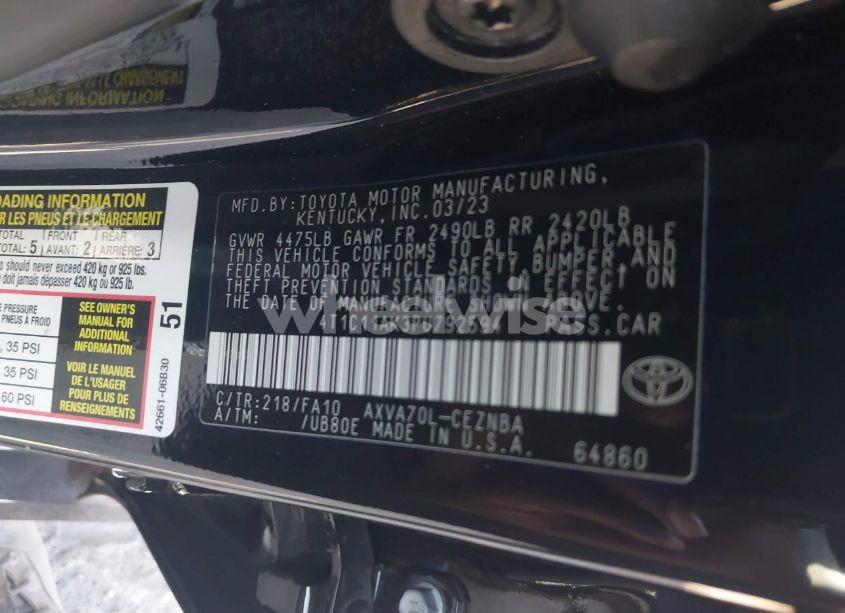 OADING INFORMATION
R LES PNEUS ET LE CHARGEMENT
TOTAL FRONT REAR
TOTAL: 5 AVANT: 2 ARRIÈRE: 3
o should never exceed 420 kg or 925 lbs.
e doit jamais dépasser 420 kg ou 925 lb.
E PRESSURE
PNEUS À FROID
, 35 PSI
, 35 PSI
60 PSI
SEE OWNER'S
MANUAL FOR
ADDITIONAL
INFORMATION
VOIR LE MANUEL
DE L'USAGER
POUR PLUS DE
RENSEIGNEMENTS
51
42661-06B30
MFD.BY:TOYOTA MOTOR MANUFACTURING,
KENTUCKY,INC.03/23
GVWR 4475LB GAWR FR 2490LB RR 2420LB
THIS VEHICLE CONFORMS TO ALL APPLICABLE
FEDERAL MOTOR VEHICLE SAFETY,BUMPER,AND
THEFT PREVENTION STANDARDS IN EFFECT ON
THE DATE OF MANUFACTURE SHOWN ABOVE.
PASS.CAR
C/TR:218/FA10 AXVA70L-CEZNBA
A/TM: /UB80E MADE IN U.S.A. 64860
wheelwise